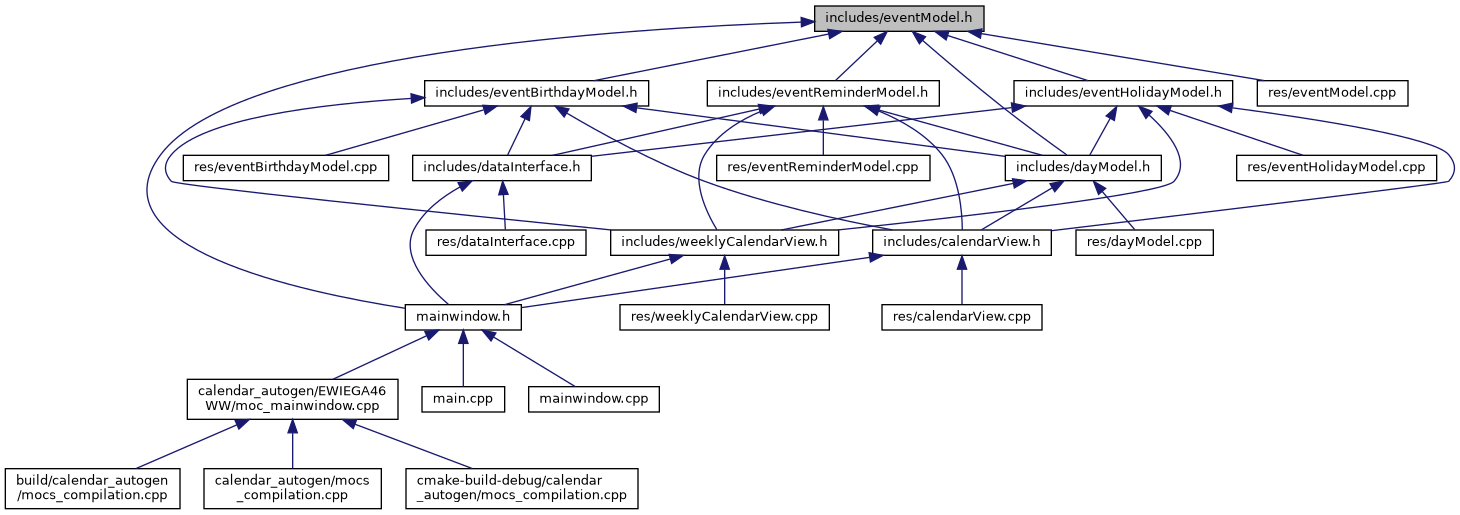 includes/eventModel.h
includes/eventBirthdayModel.h
includes/eventReminderModel.h
includes/eventHolidayModel.h
res/eventModel.cpp
res/eventBirthdayModel.cpp
includes/dataInterface.h
res/eventReminderModel.cpp
includes/dayModel.h
res/eventHolidayModel.cpp
res/dataInterface.cpp
includes/weeklyCalendarView.h
includes/calendarView.h
res/dayModel.cpp
mainwindow.h
res/weeklyCalendarView.cpp
res/calendarView.cpp
calendar_autogen/EWIEGA46
WW/moc_mainwindow.cpp
main.cpp
mainwindow.cpp
build/calendar_autogen
/mocs_compilation.cpp
calendar_autogen/mocs
_compilation.cpp
cmake-build-debug/calendar
_autogen/mocs_compilation.cpp